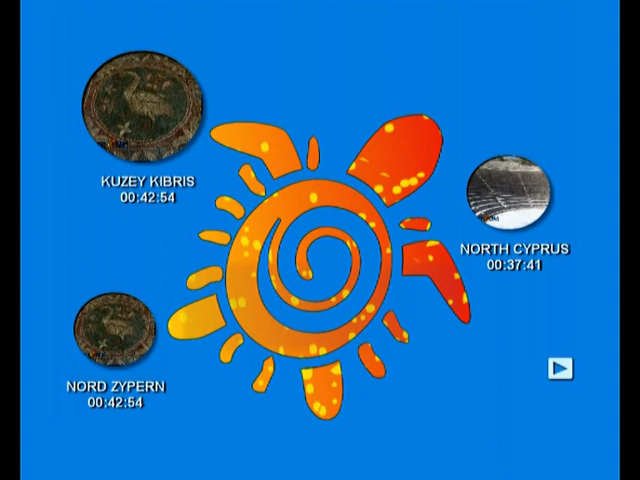 KUZEY KIBRIS
00:42:54
NORTH CYPRUS
00:37:41
NORD ZYPERN
00:42:54